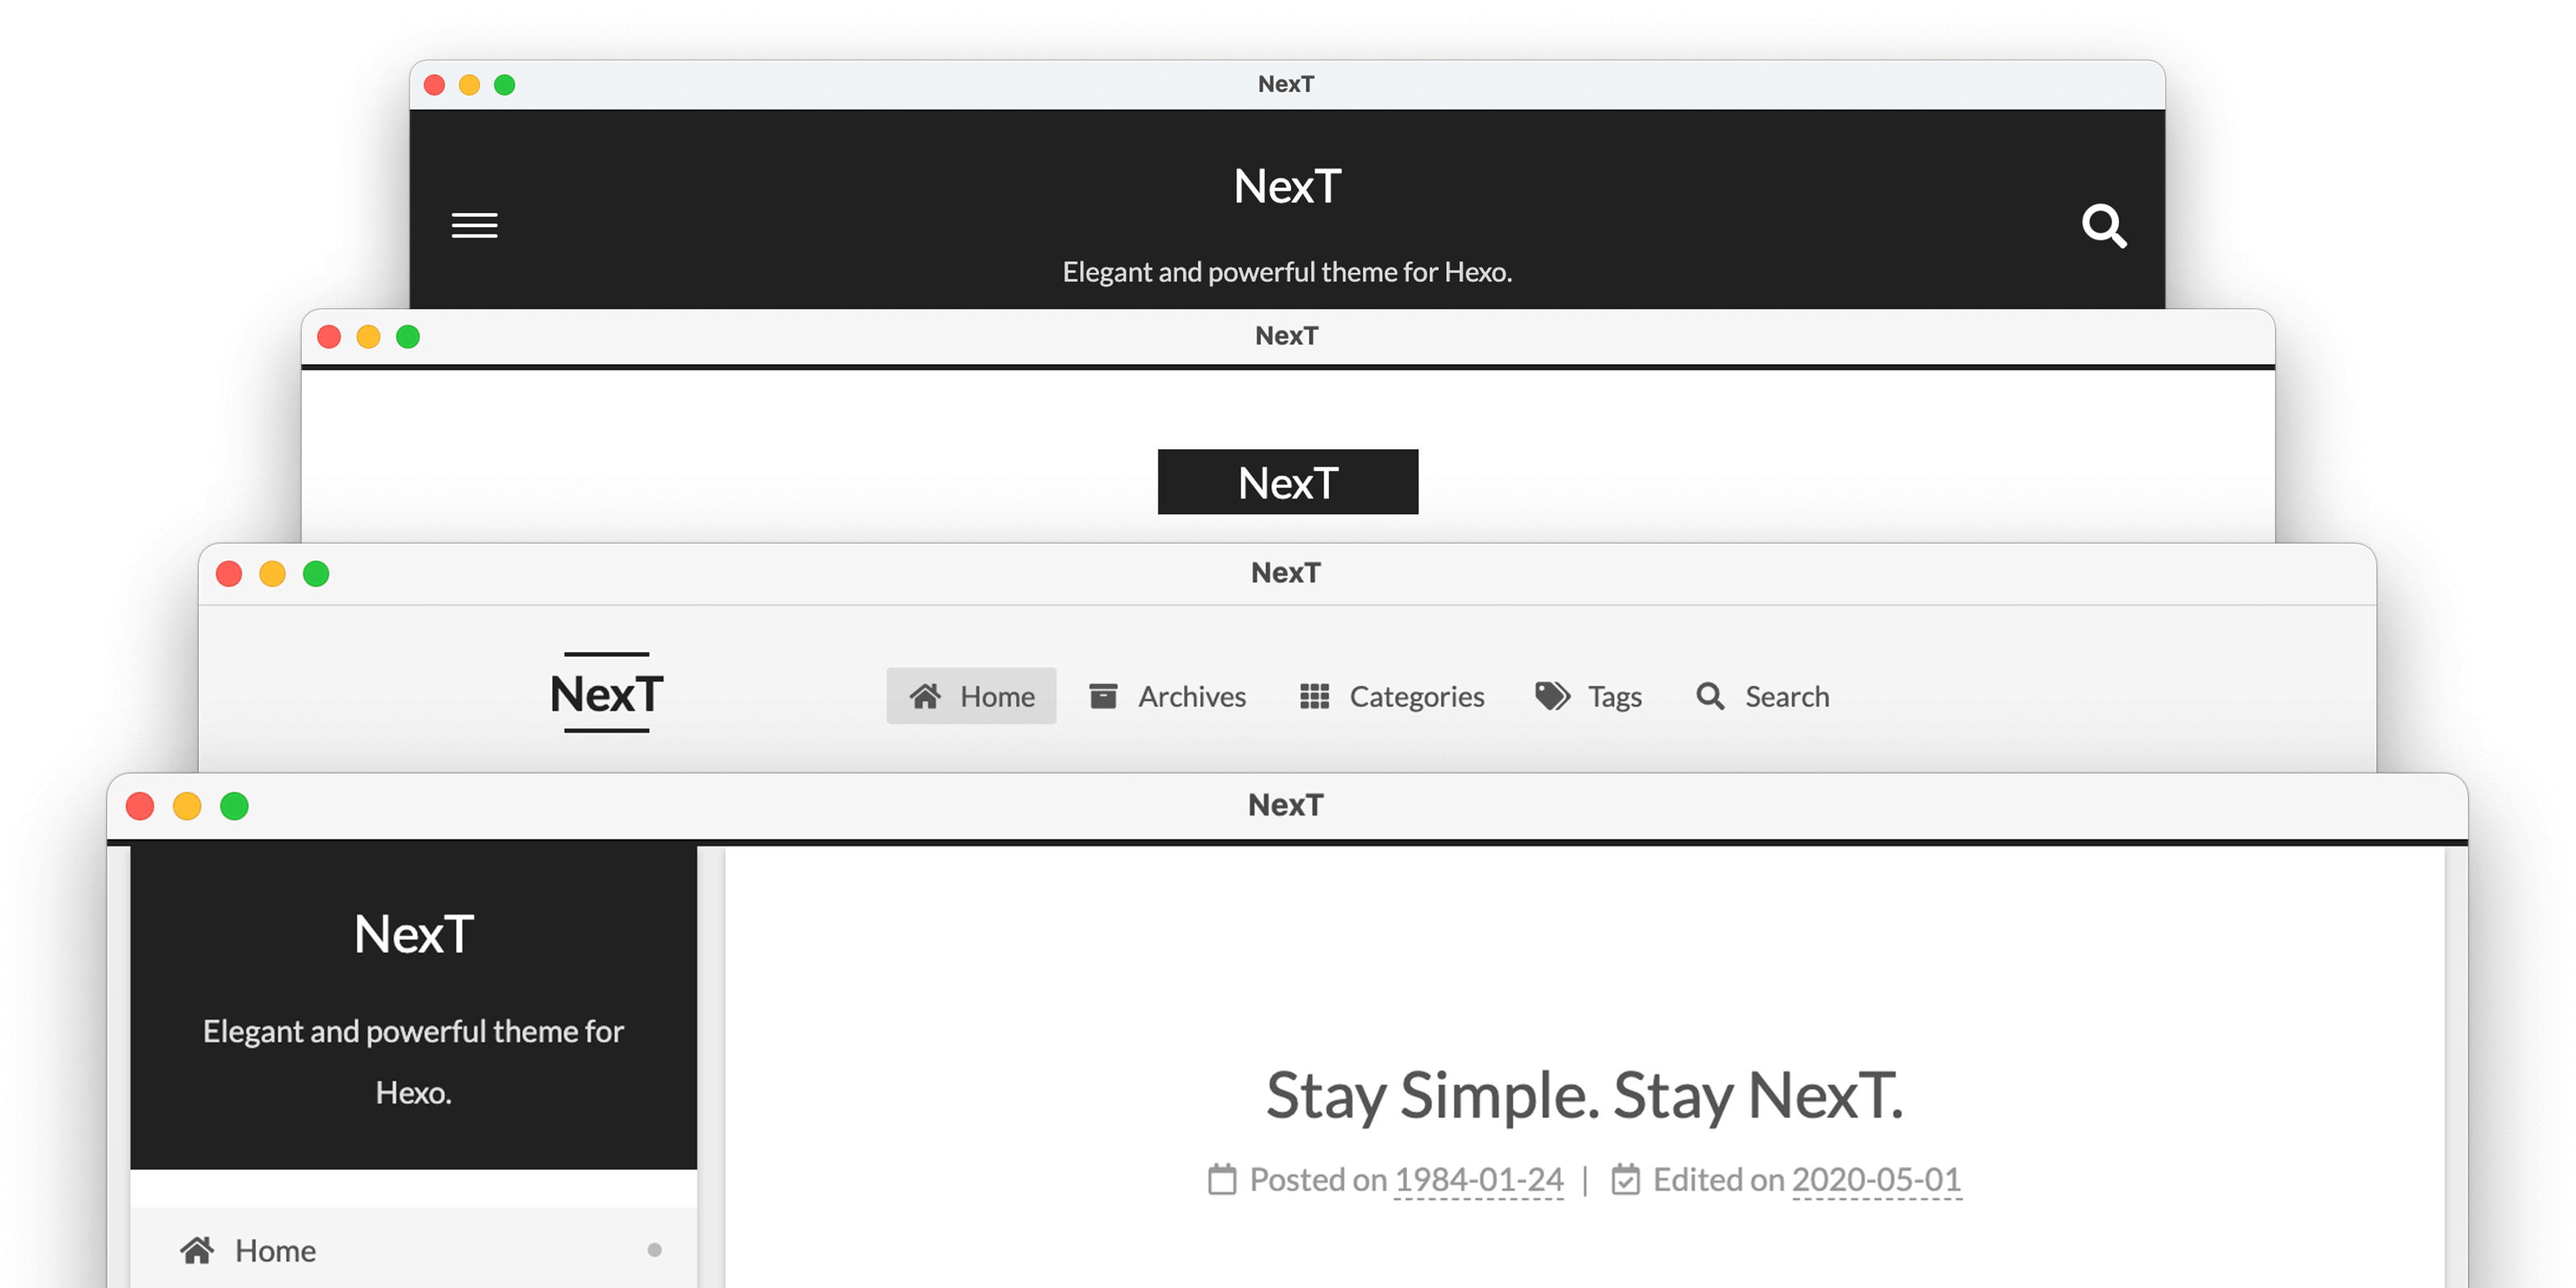 NexT
NexT
Elegant and powerful theme for Hexo.
NexT
NexT
NexT
NexT
Home Archives Categories Tags Search
NexT
NexT
Elegant and powerful theme for
Hexo.
Home
Stay Simple. Stay NexT.
Posted on 1984-01-24 | Edited on 2020-05-01